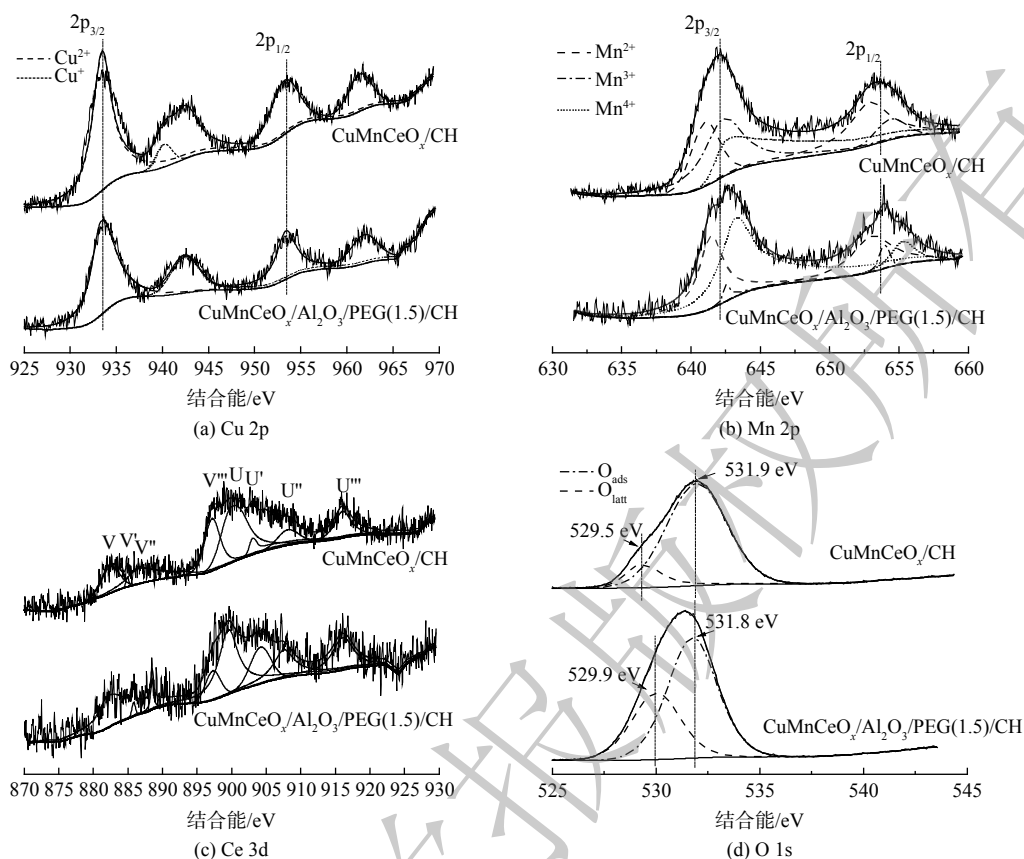 2p3/2
2p1/2
Cu2+
Cu+
CuMnCeOx/CH
CuMnCeOx/Al2O3/PEG(1.5)/CH
925 930 935 940 945 950 955 960 965 970
结合能/eV
(a) Cu 2p
2p3/2
2p1/2
Mn2+
Mn3+
Mn4+
CuMnCeOx/CH
CuMnCeOx/Al2O3/PEG(1.5)/CH
630 640 650 660
结合能/eV
(b) Mn 2p
V V' V'' V''' U U' U'' U'''
CuMnCeOx/CH
CuMnCeOx/Al2O3/PEG(1.5)/CH
870 880 885 890 895 900 905 910 915 920 925 930
结合能/eV
(c) Ce 3d
Oads
Olatt
531.9 eV
529.5 eV
CuMnCeOx/CH
531.8 eV
529.9 eV
CuMnCeOx/Al2O3/PEG(1.5)/CH
525 530 540 545
结合能/eV
(d) O 1s
报版权所有